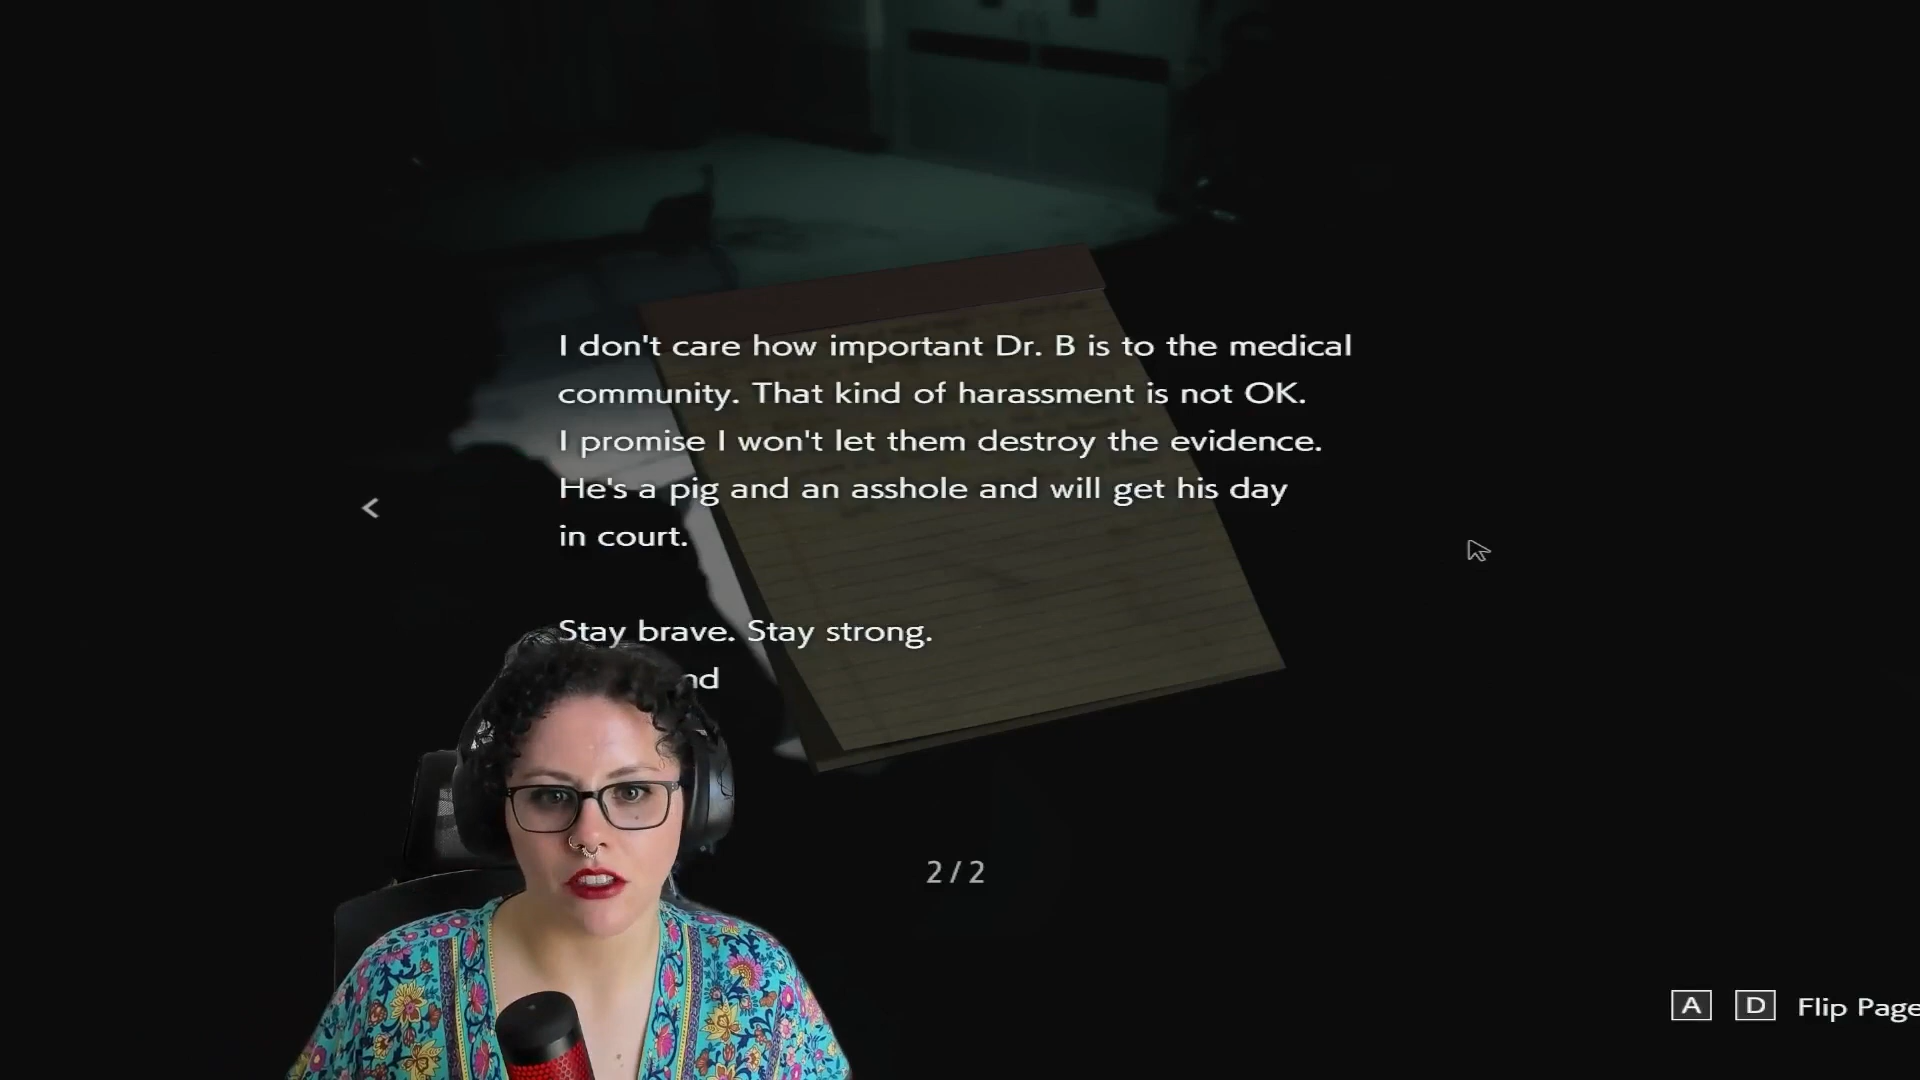 I don't care how important Dr. B is to the medical
community. That kind of harassment is not OK.
I promise I won't let them destroy the evidence.
He's a pig and an asshole and will get his day
in court.
Stay brave. Stay strong.
2 / 2
A D Flip Page